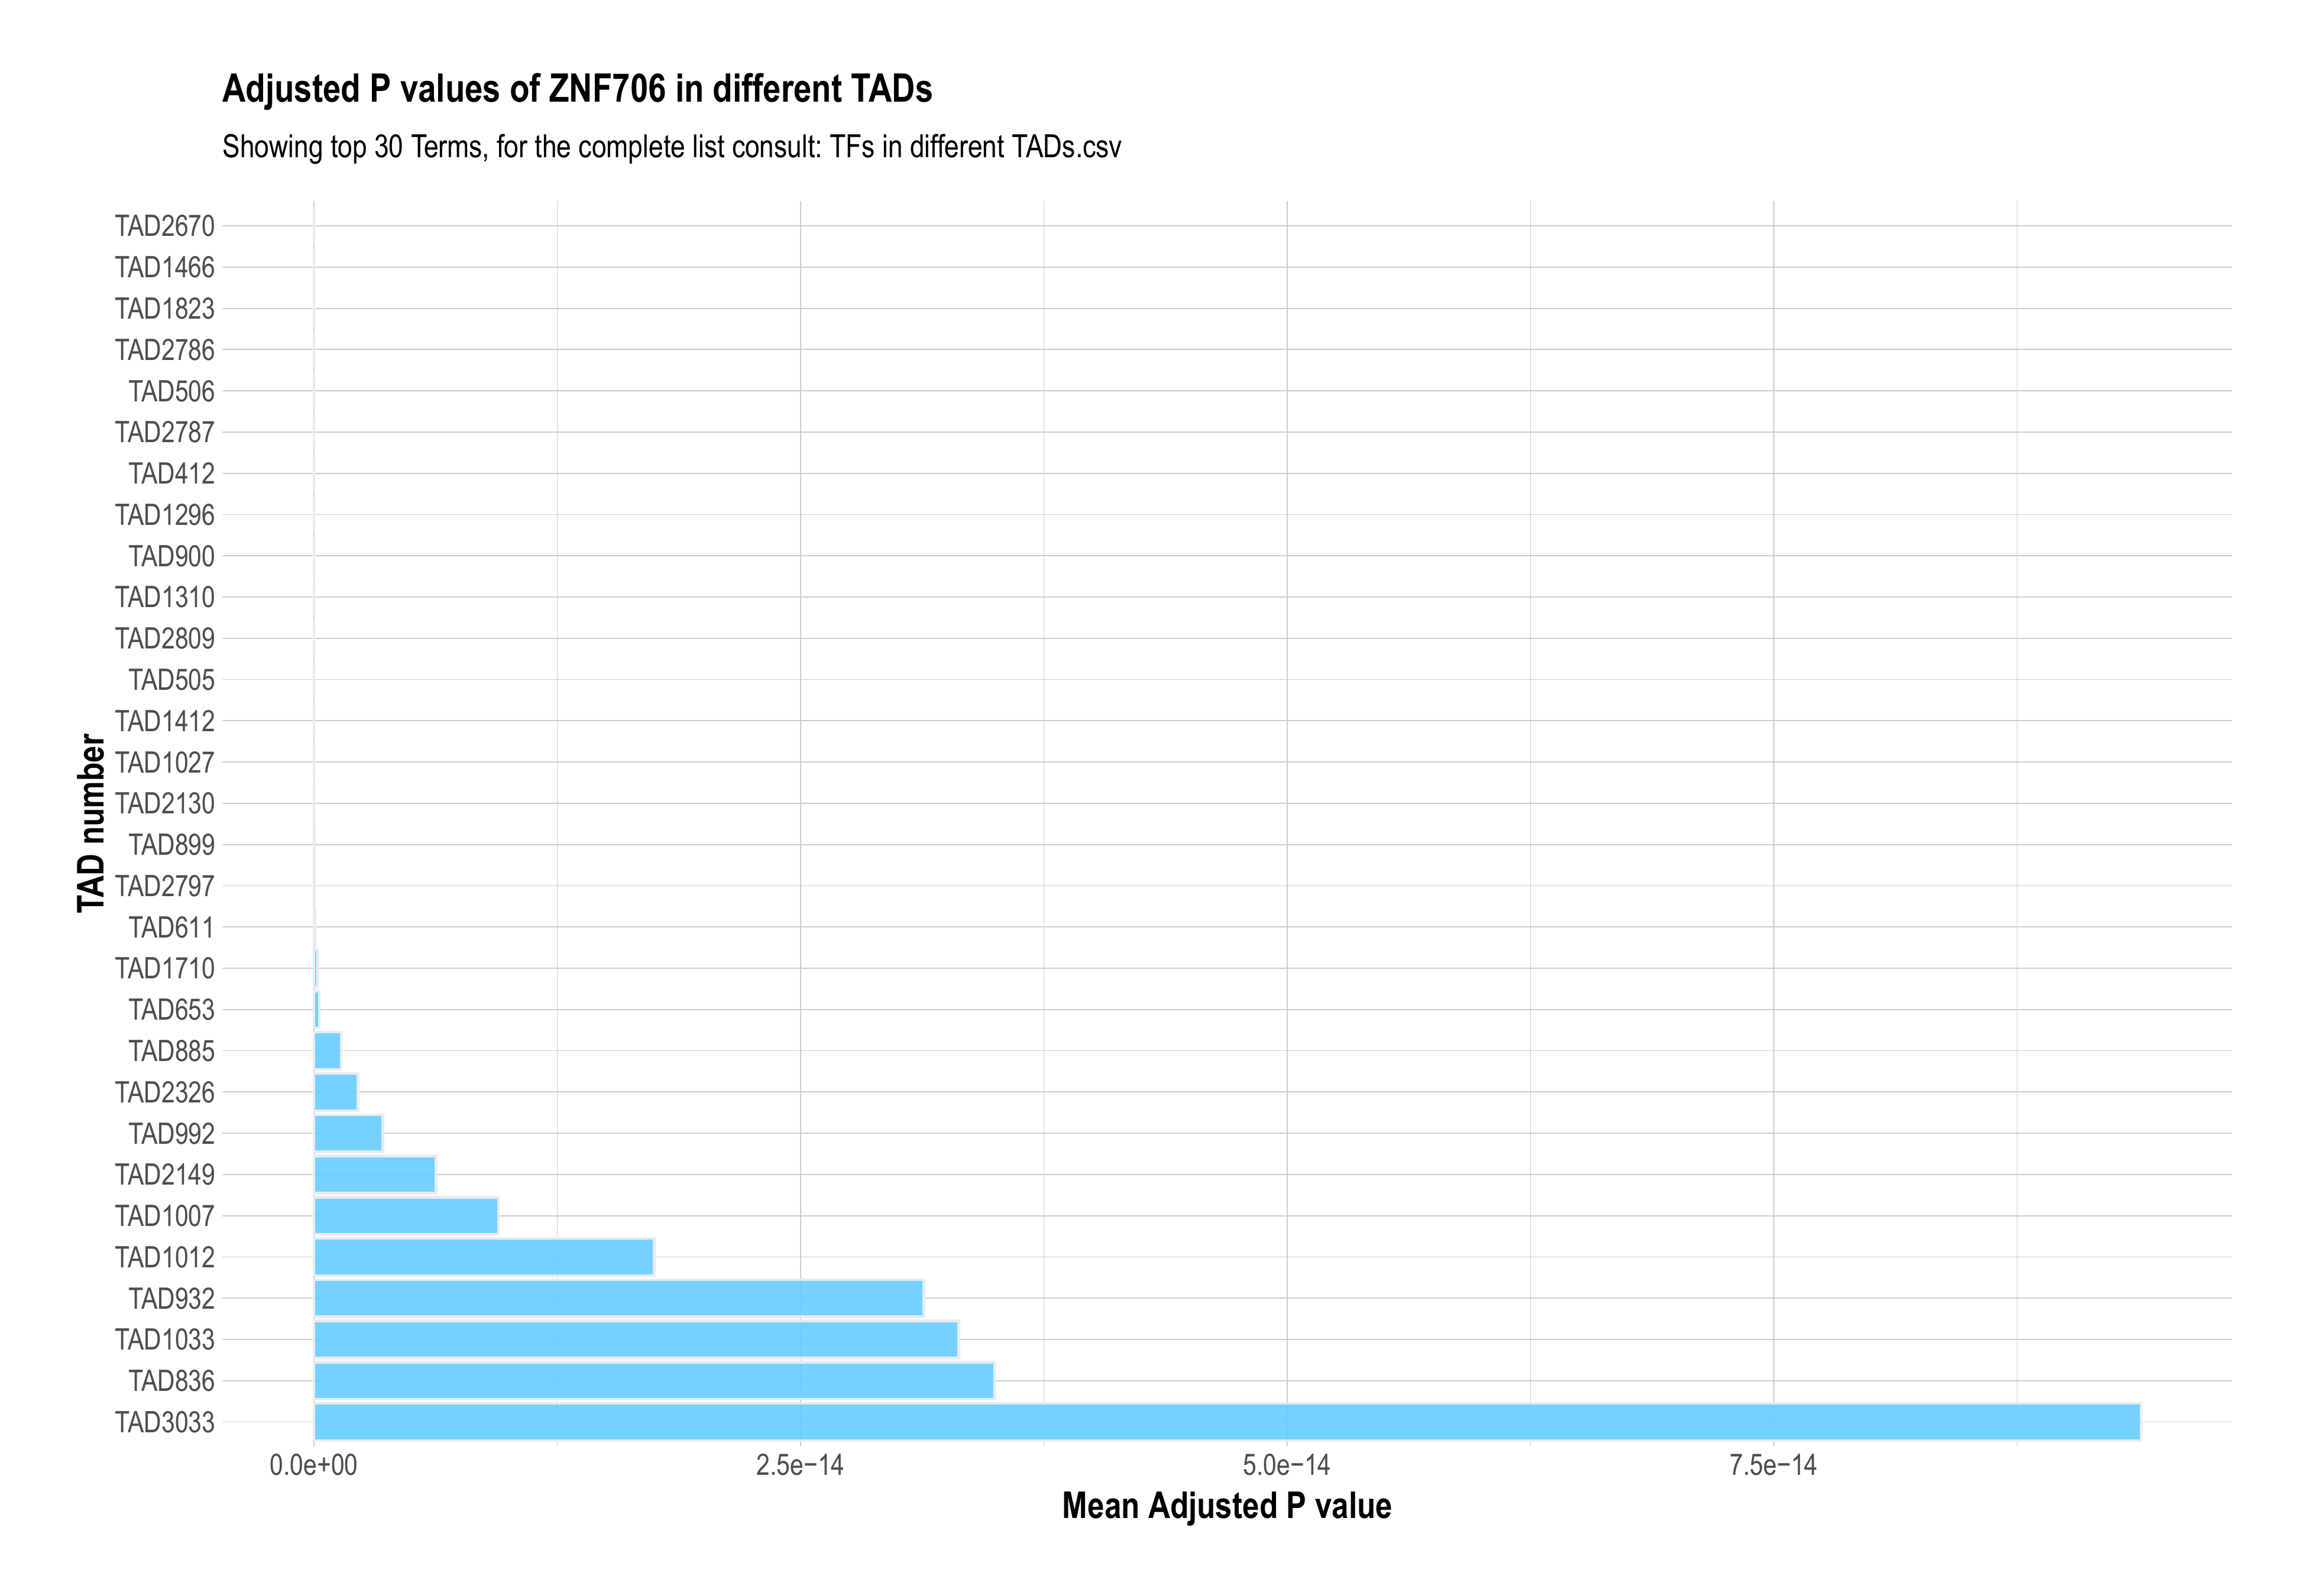 Adjusted P values of ZNF706 in different TADs
Showing top 30 Terms, for the complete list consult: TFs in different TADs.csv
TAD number
TAD2670
TAD1466
TAD1823
TAD2786
TAD506
TAD2787
TAD412
TAD1296
TAD900
TAD1310
TAD2809
TAD505
TAD1412
TAD1027
TAD2130
TAD899
TAD2797
TAD611
TAD1710
TAD653
TAD885
TAD2326
TAD992
TAD2149
TAD1007
TAD1012
TAD932
TAD1033
TAD836
TAD3033
0.0e+00 2.5e−14 5.0e−14 7.5e−14
Mean Adjusted P value